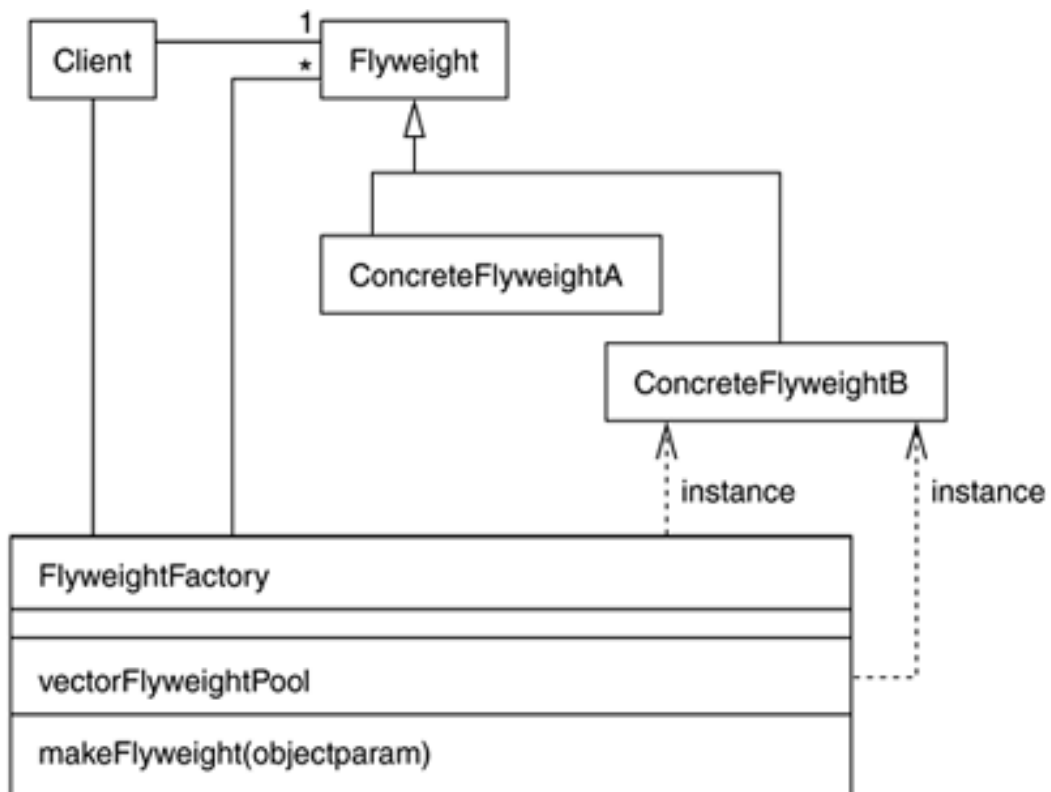 Client
1
*
Flyweight
ConcreteFlyweightA
ConcreteFlyweightB
instance
instance
FlyweightFactory
vectorFlyweightPool
makeFlyweight(objectparam)